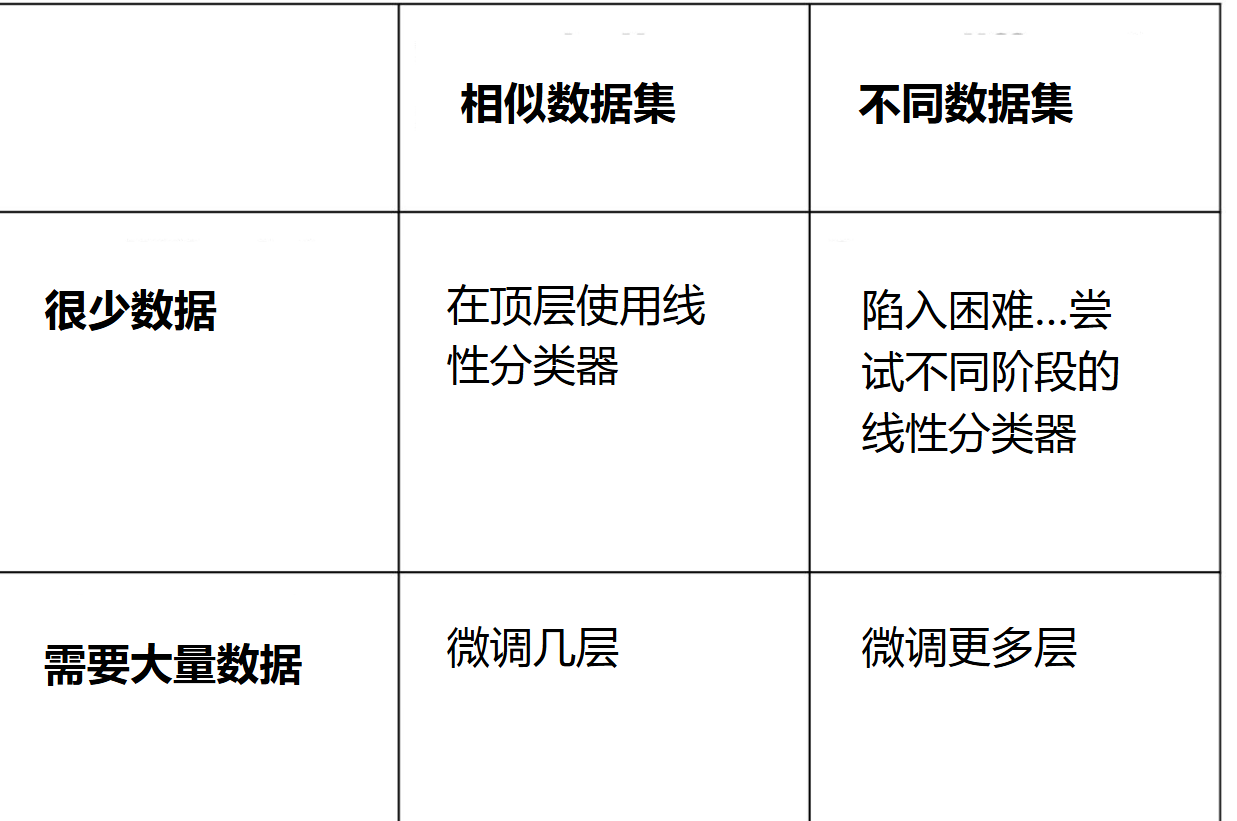 相似数据集
不同数据集
很少数据
在顶层使用线
性分类器
陷入困难...尝
试不同阶段的
线性分类器
需要大量数据
微调几层
微调更多层